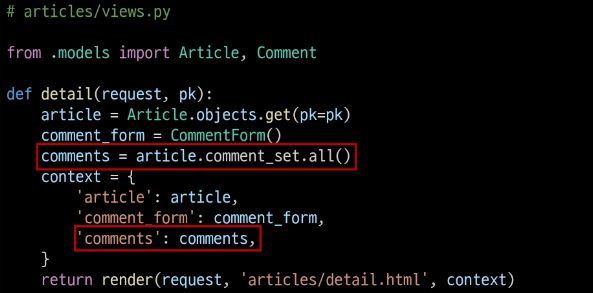 # articles/views.py
from .models import Article, Comment
def detail(request, pk):
    article = Article.objects.get(pk=pk)
    comment_form = CommentForm()
    comments = article.comment_set.all()
    context = {
        'article': article,
        'comment_form': comment_form,
        'comments': comments,
    }
    return render(request, 'articles/detail.html', context)